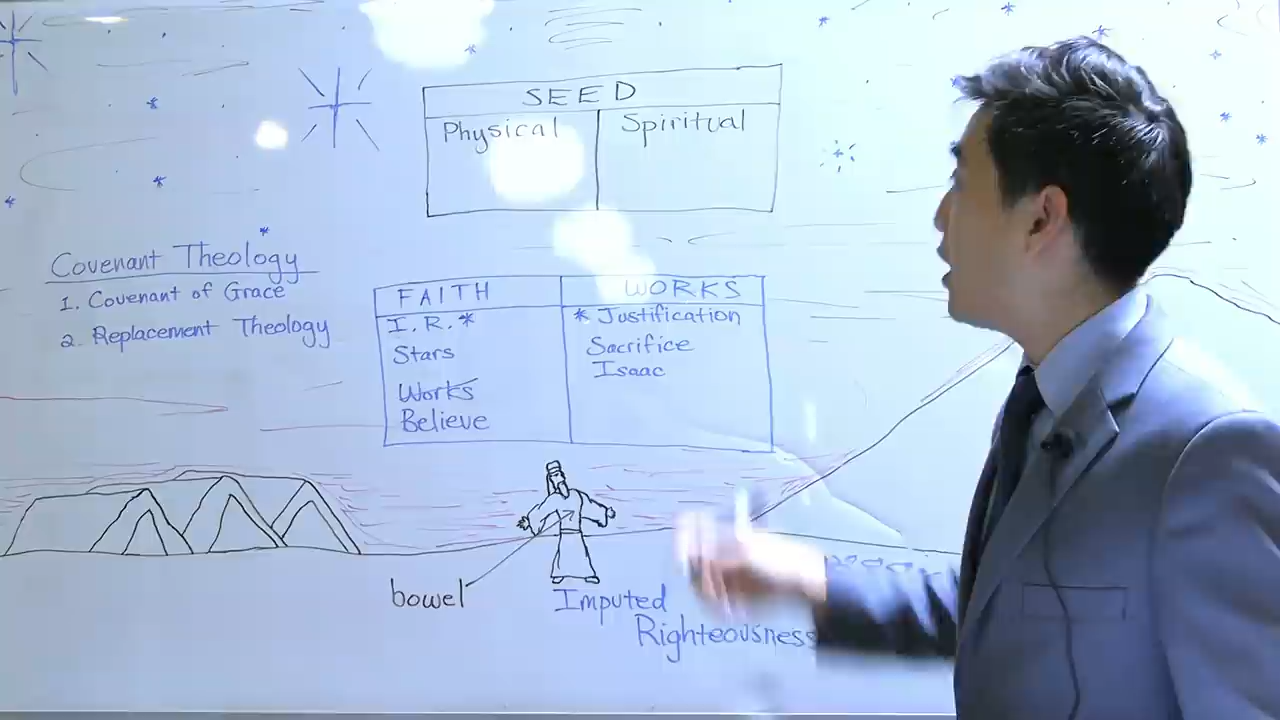 SEED
Physical Spiritual
Covenant Theology
1. Covenant of Grace
2. Replacement Theology
FAITH WORKS
I.R.* * Justification
Stars Sacrifice
Isaac
Works
Believe
bowel
Imputed
Righteousness